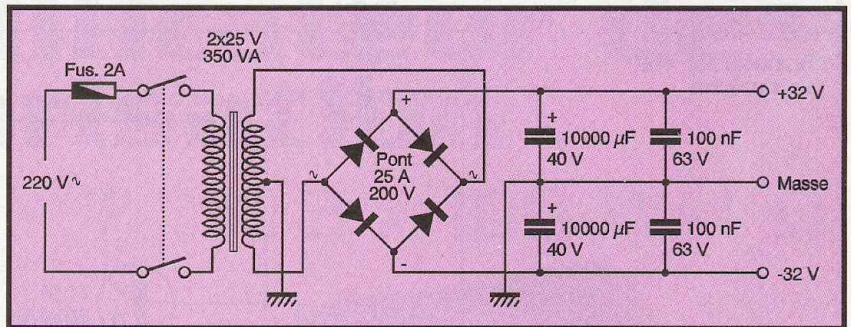 2x25 V
350 VA
Fus. 2A
220 V ~
+
~
Pont
25 A
200 V
~
-
+
10000 µF
40 V
100 nF
63 V
+
10000 µF
40 V
100 nF
63 V
+32 V
Masse
-32 V